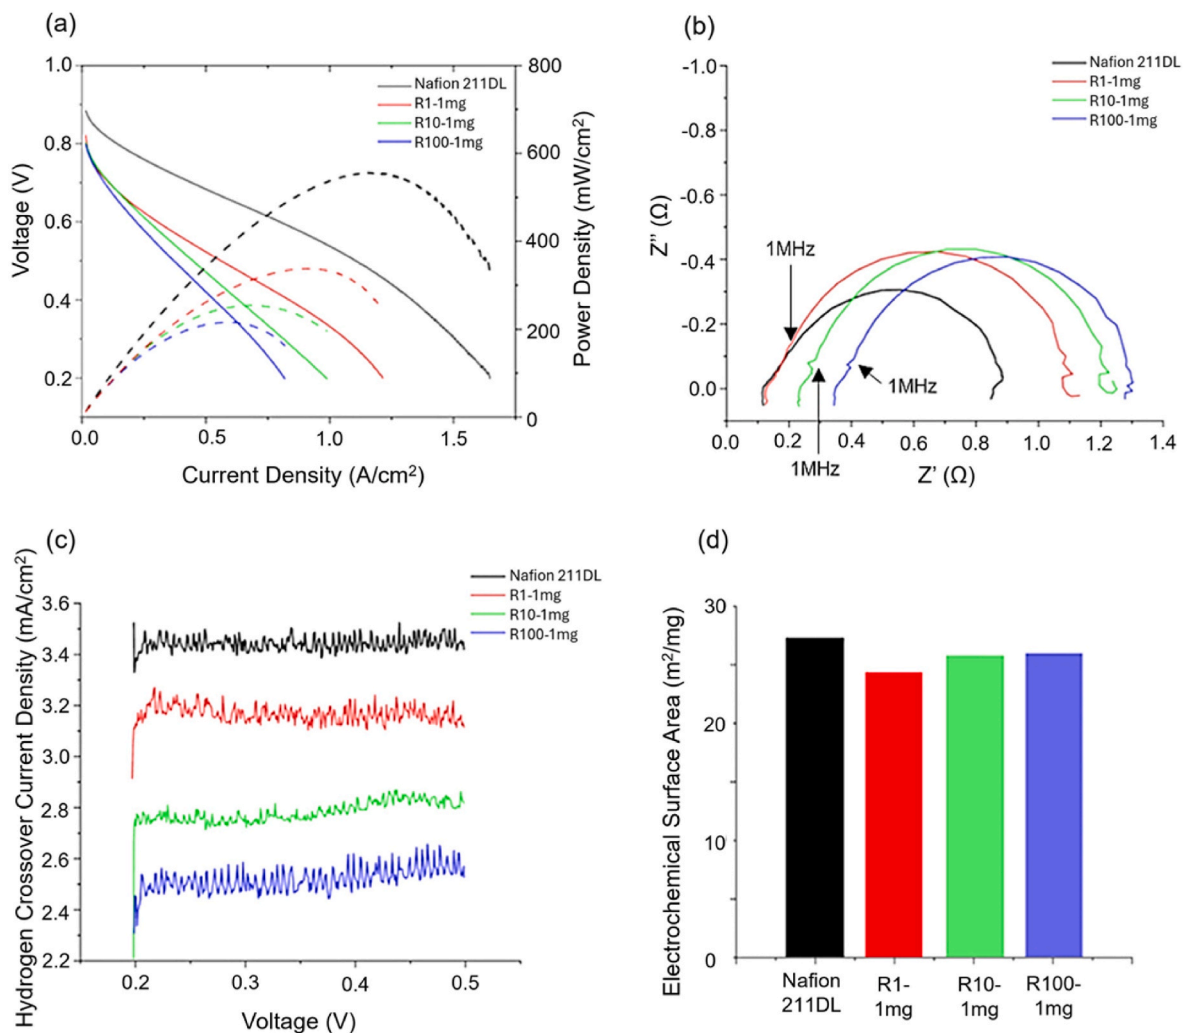 (a)
1.0
0.8
0.6
0.4
0.2
Voltage (V)
0.0
0.5
1.0
1.5
Current Density (A/cm²)
800
600
400
200
0
Power Density (mW/cm²)
Nafion 211DL
R1-1mg
R10-1mg
R100-1mg
(b)
-1.0
-0.8
-0.6
-0.4
-0.2
0.0
Z" (Ω)
0.0
0.2
0.4
0.6
0.8
1.0
1.2
1.4
Z' (Ω)
Nafion 211DL
R1-1mg
R10-1mg
R100-1mg
1MHz
1MHz
1MHz
(c)
Hydrogen Crossover Current Density (mA/cm²)
3.6
3.4
3.2
3.0
2.8
2.6
2.4
2.2
0.2
0.3
0.4
0.5
Voltage (V)
Nafion 211DL
R1-1mg
R10-1mg
R100-1mg
(d)
Electrochemical Surface Area (m²/mg)
30
20
10
0
Nafion
211DL
R1-
1mg
R10-
1mg
R100-
1mg